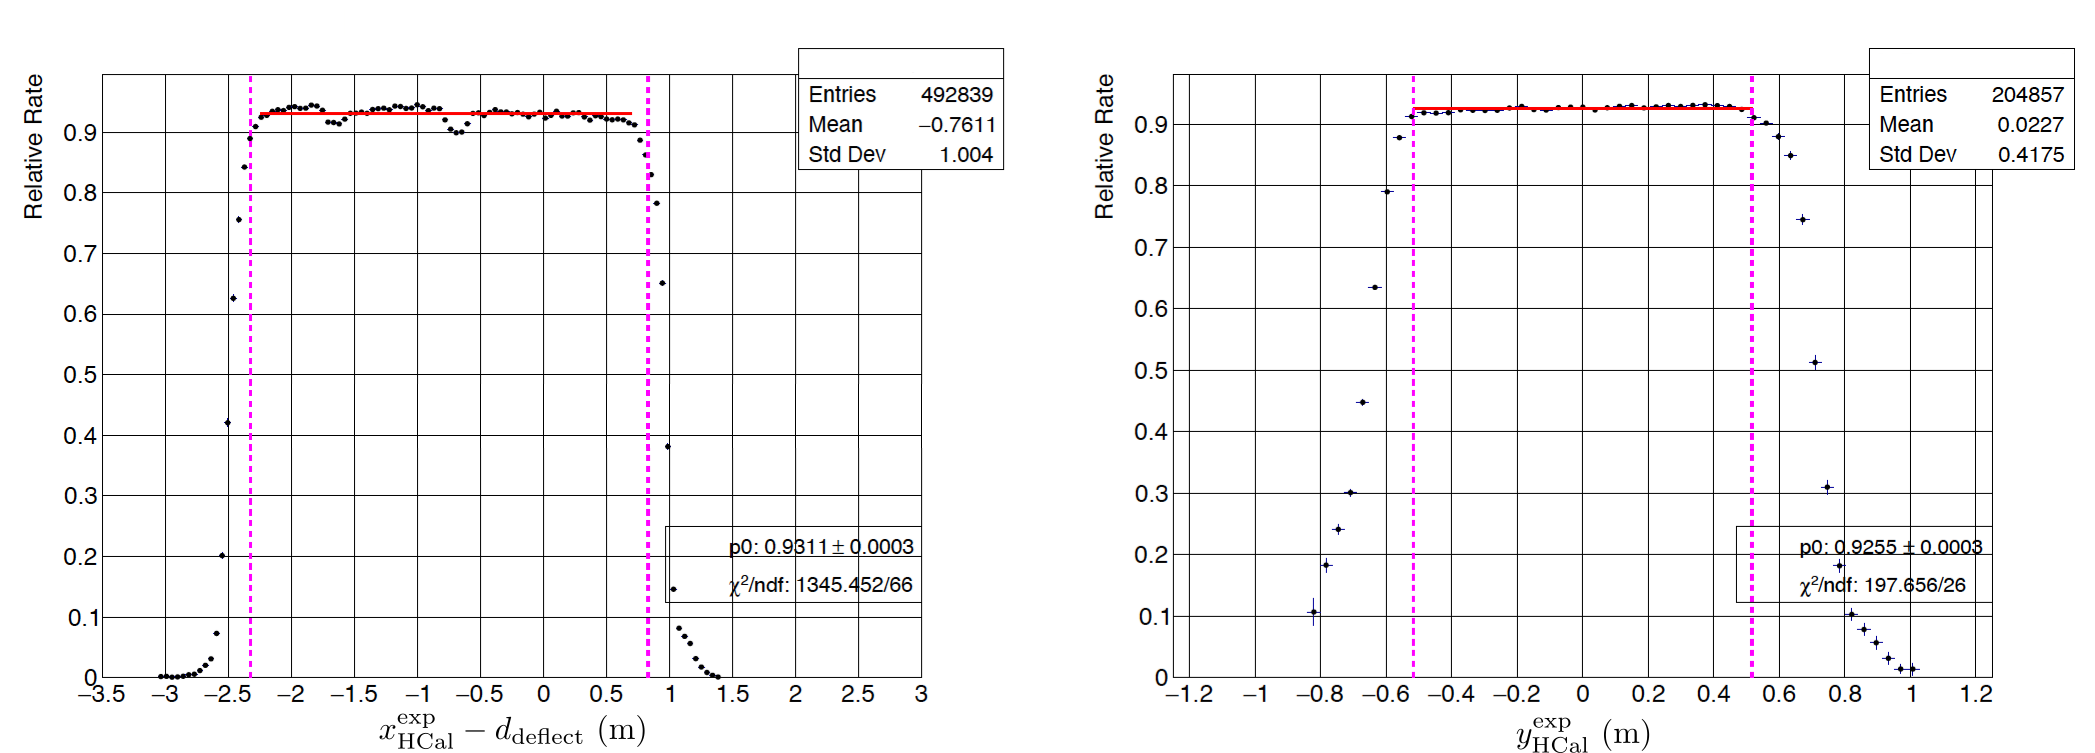 Relative Rate
Entries 492839
Mean −0.7611
Std Dev 1.004
0.9
0.8
0.7
0.6
0.5
0.4
0.3
0.2
0.1
0
p0: 0.9311 ± 0.0003
χ²/ndf: 1345.452/66
−3.5 −3 −2.5 −2 −1.5 −1 −0.5 0 0.5 1 1.5 2 2.5 3
x_HCal^exp − d_deflect (m)
Relative Rate
Entries 204857
Mean 0.0227
Std Dev 0.4175
0.9
0.8
0.7
0.6
0.5
0.4
0.3
0.2
0.1
0
p0: 0.9255 ± 0.0003
χ²/ndf: 197.656/26
−1.2 −1 −0.8 −0.6 −0.4 −0.2 0 0.2 0.4 0.6 0.8 1 1.2
y_HCal^exp (m)